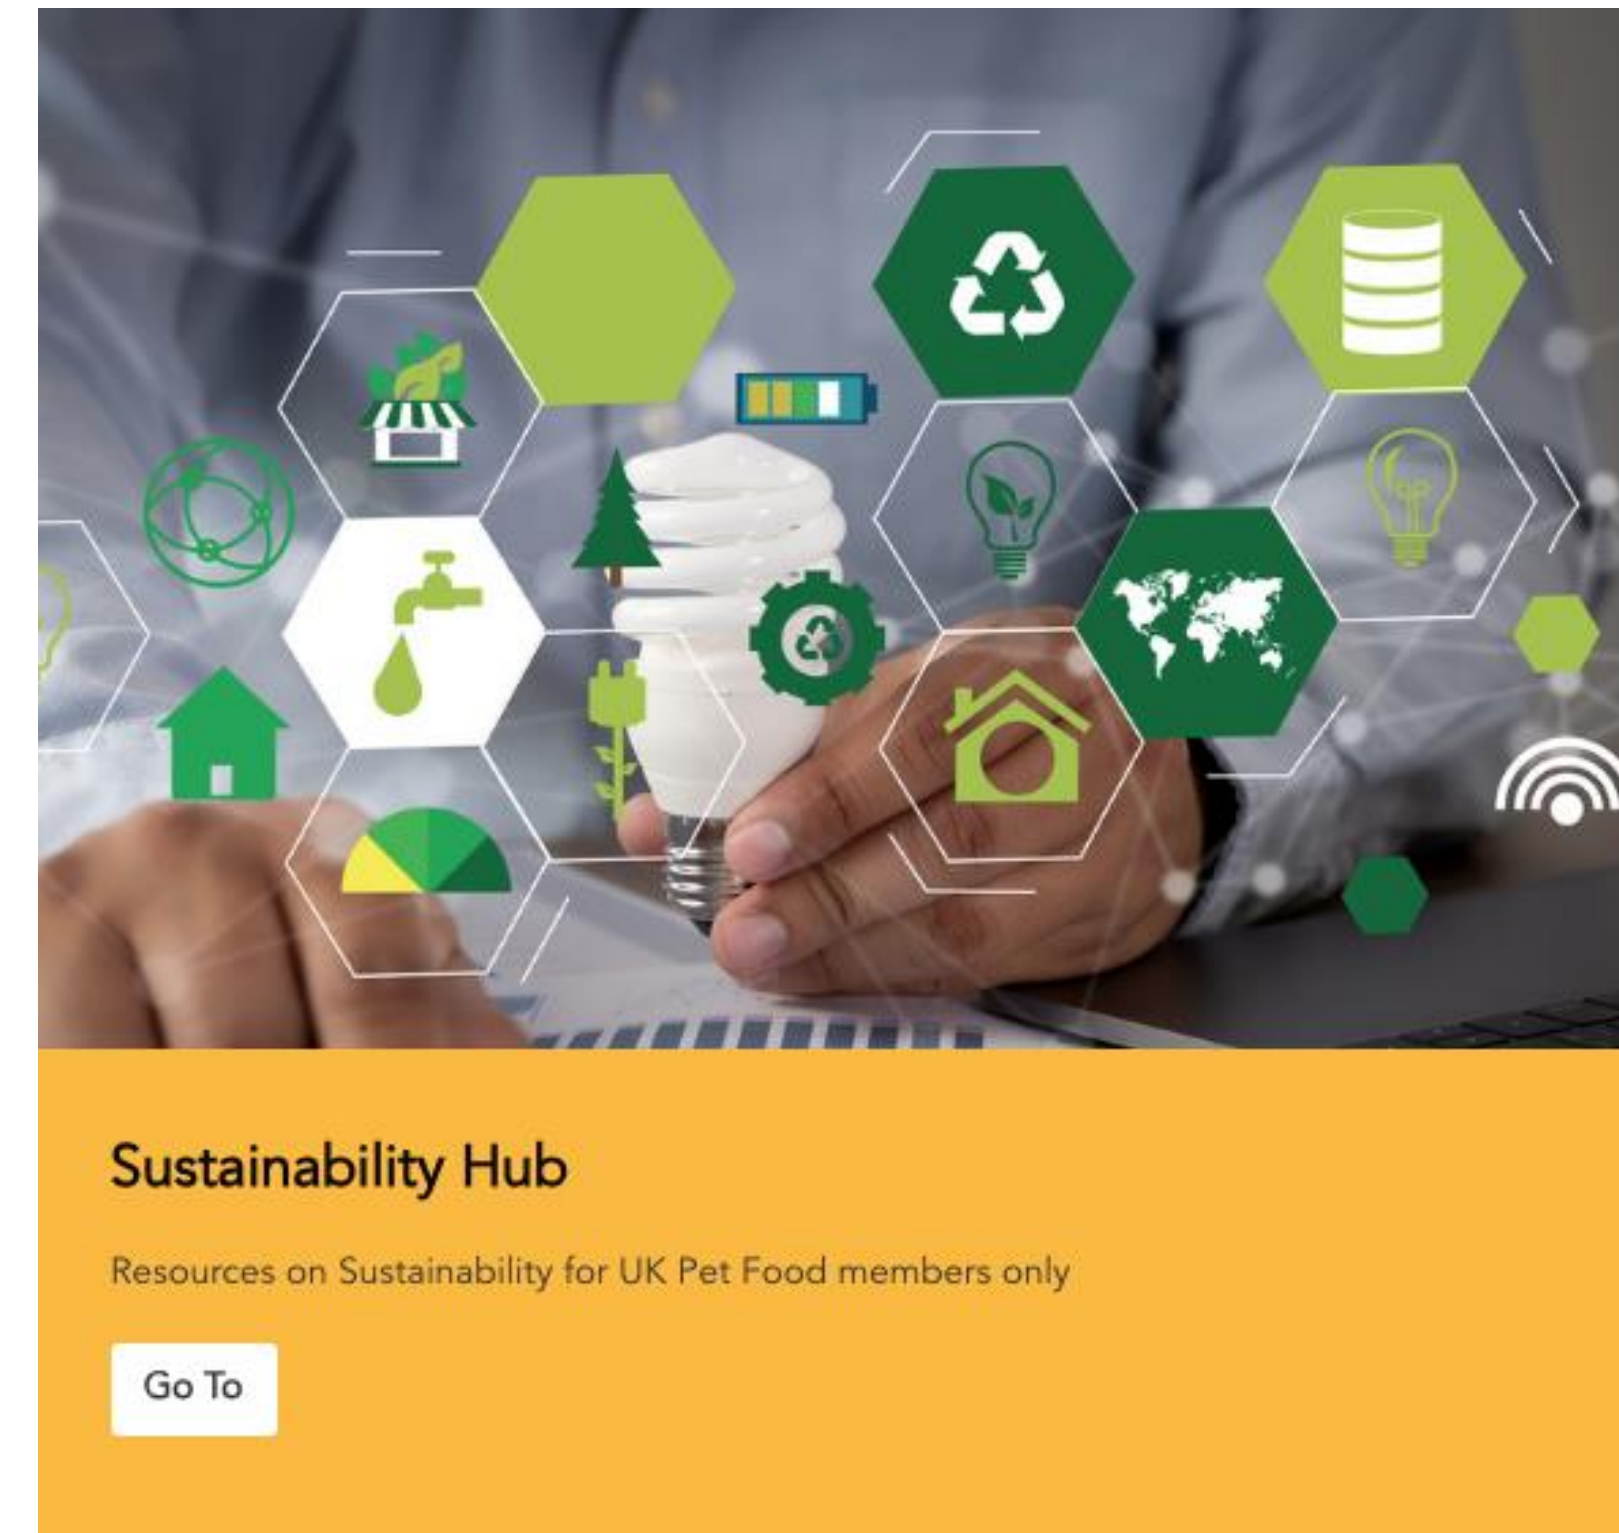 Sustainability Hub
Resources on Sustainability for UK Pet Food members only
Go To